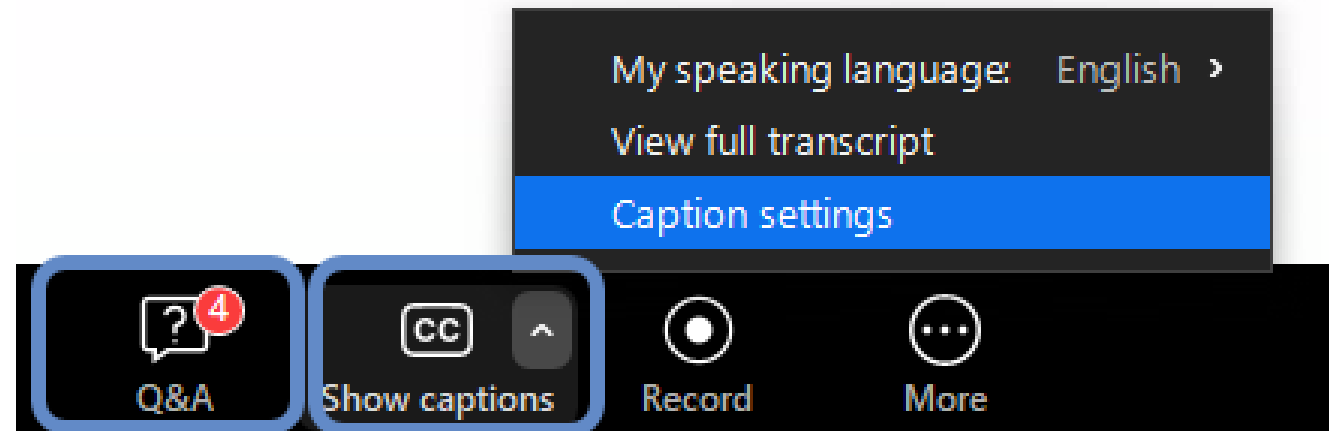 My speaking language: English >
View full transcript
Caption settings
? 4 CC ^
Q&A Show captions Record More